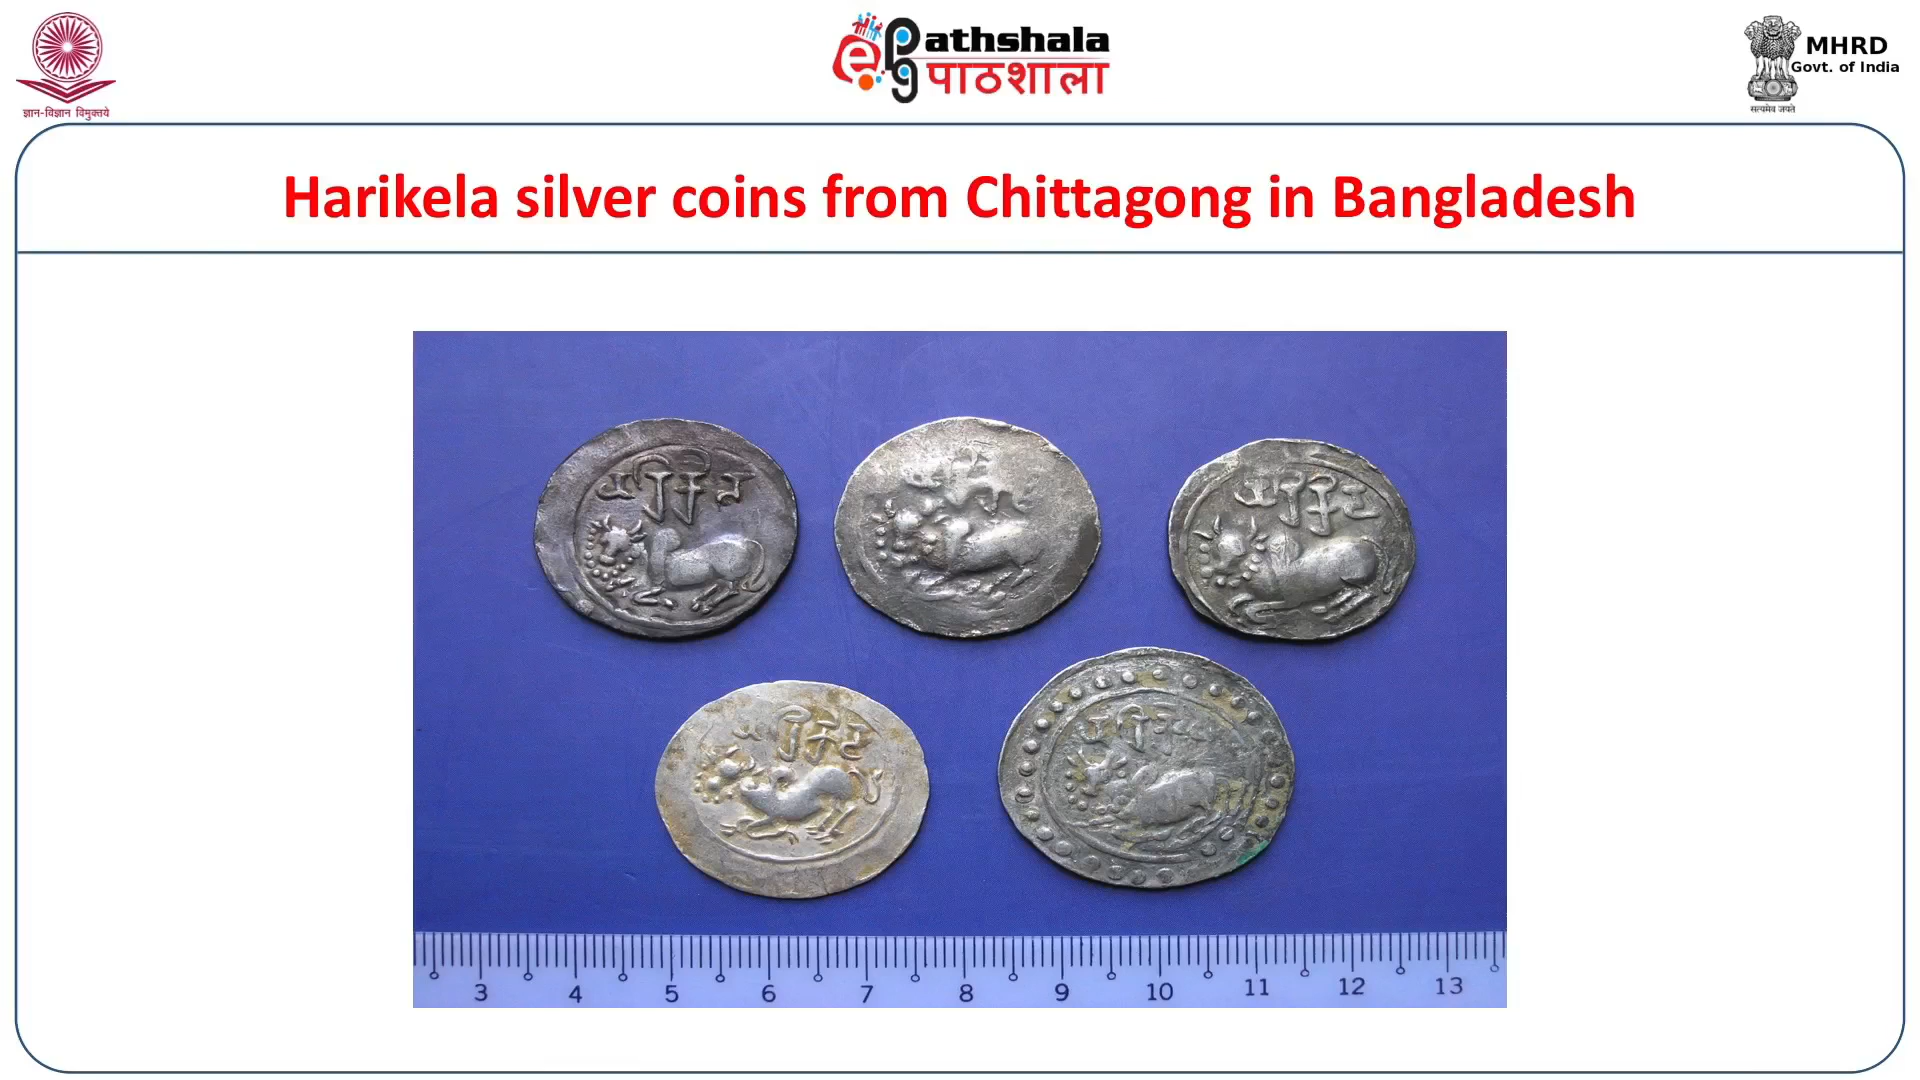 ज्ञान-विज्ञान विमुक्तये
ePG
athshala
पाठशाला
MHRD
Govt. of India
सत्यमेव जयते
Harikela silver coins from Chittagong in Bangladesh
3 4 5 6 7 8 9 10 11 12 13